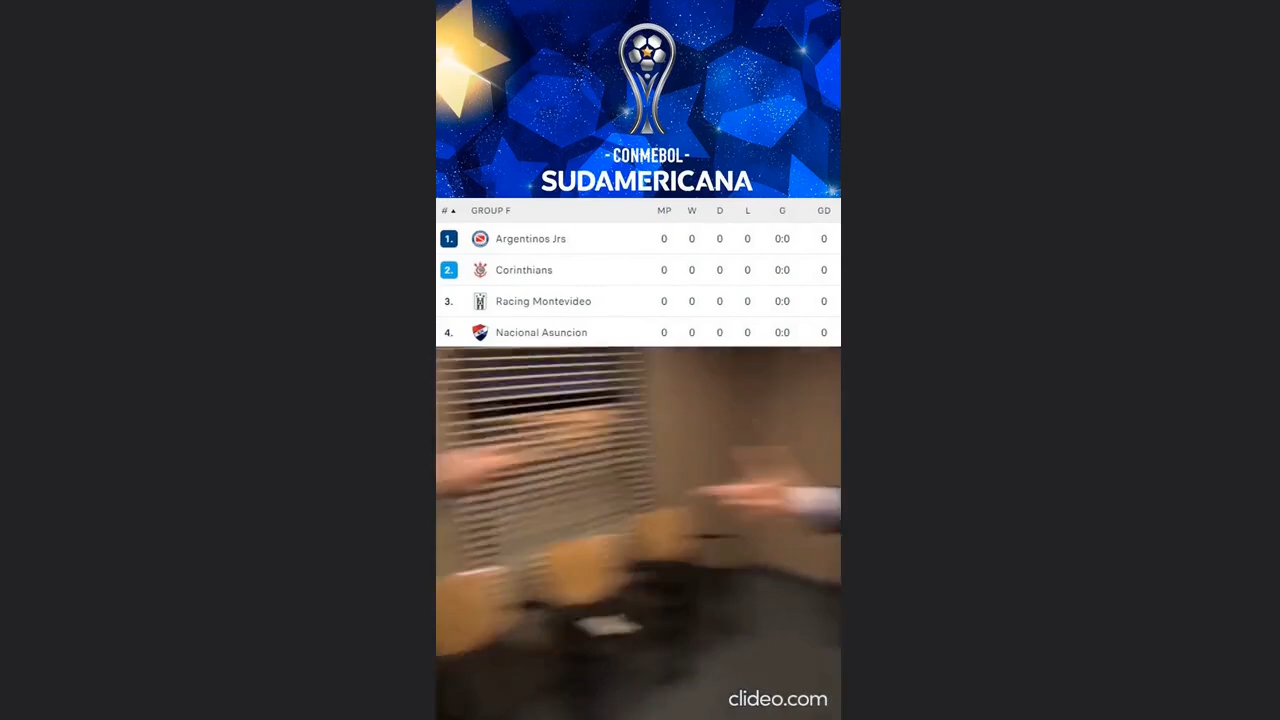 -CONMEBOL-
SUDAMERICANA
# ▲ GROUP F MP W D L G GD
1. Argentinos Jrs 0 0 0 0 0:0 0
2. Corinthians 0 0 0 0 0:0 0
3. Racing Montevideo 0 0 0 0 0:0 0
4. Nacional Asuncion 0 0 0 0 0:0 0
clideo.com